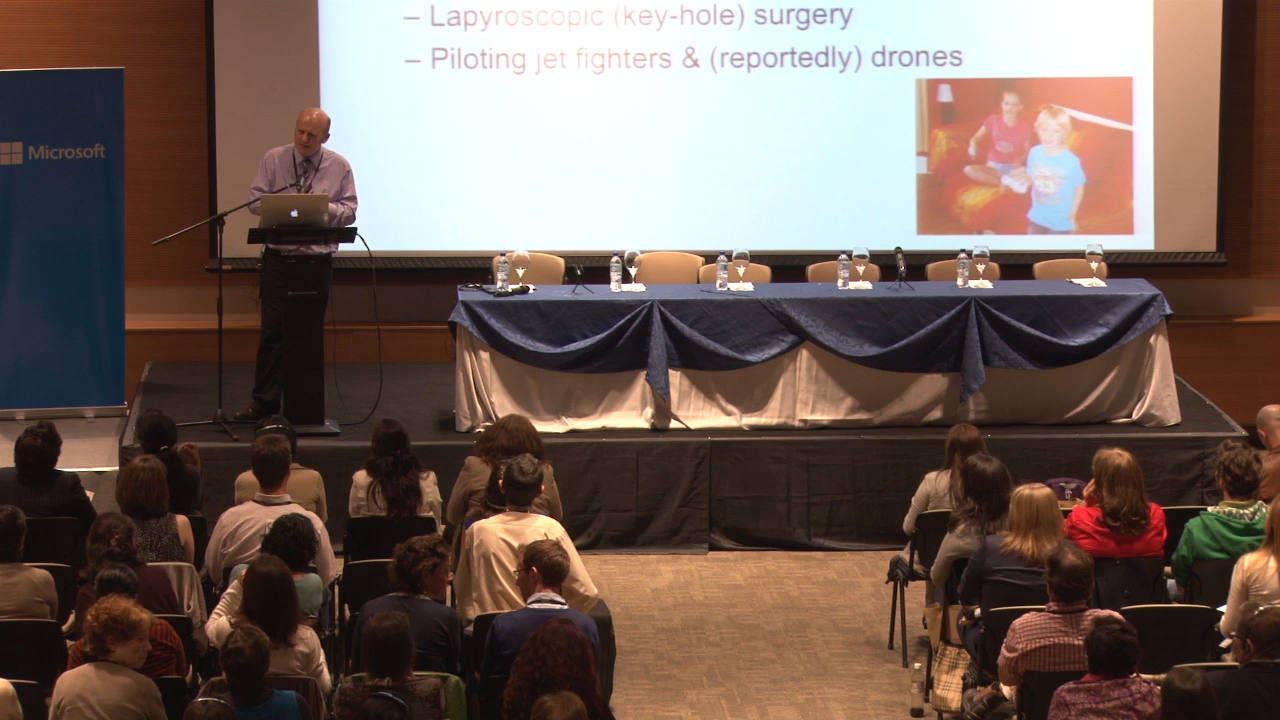 – Lapyroscopic (key-hole) surgery
– Piloting jet fighters & (reportedly) drones
Microsoft